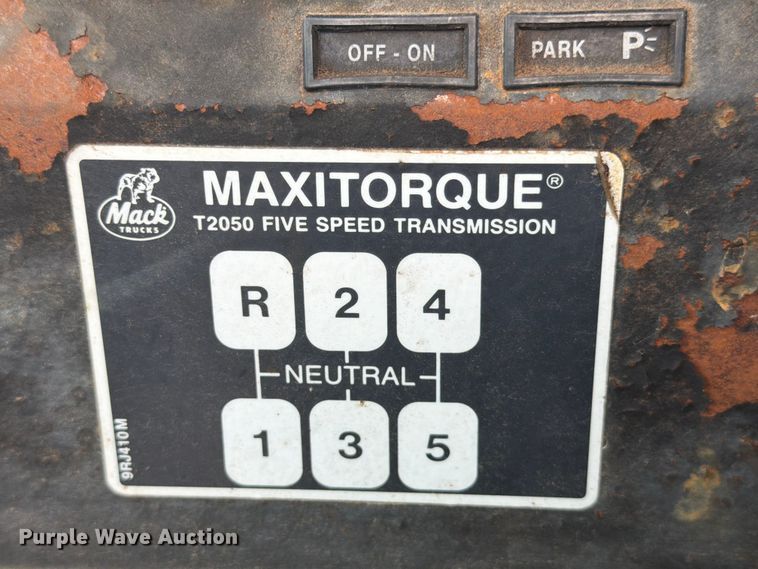 OFF - ON
PARK P
MAXITORQUE®
Mack
TRUCKS
T2050 FIVE SPEED TRANSMISSION
R 2 4
NEUTRAL
1 3 5
9RJ410M
Purple Wave Auction